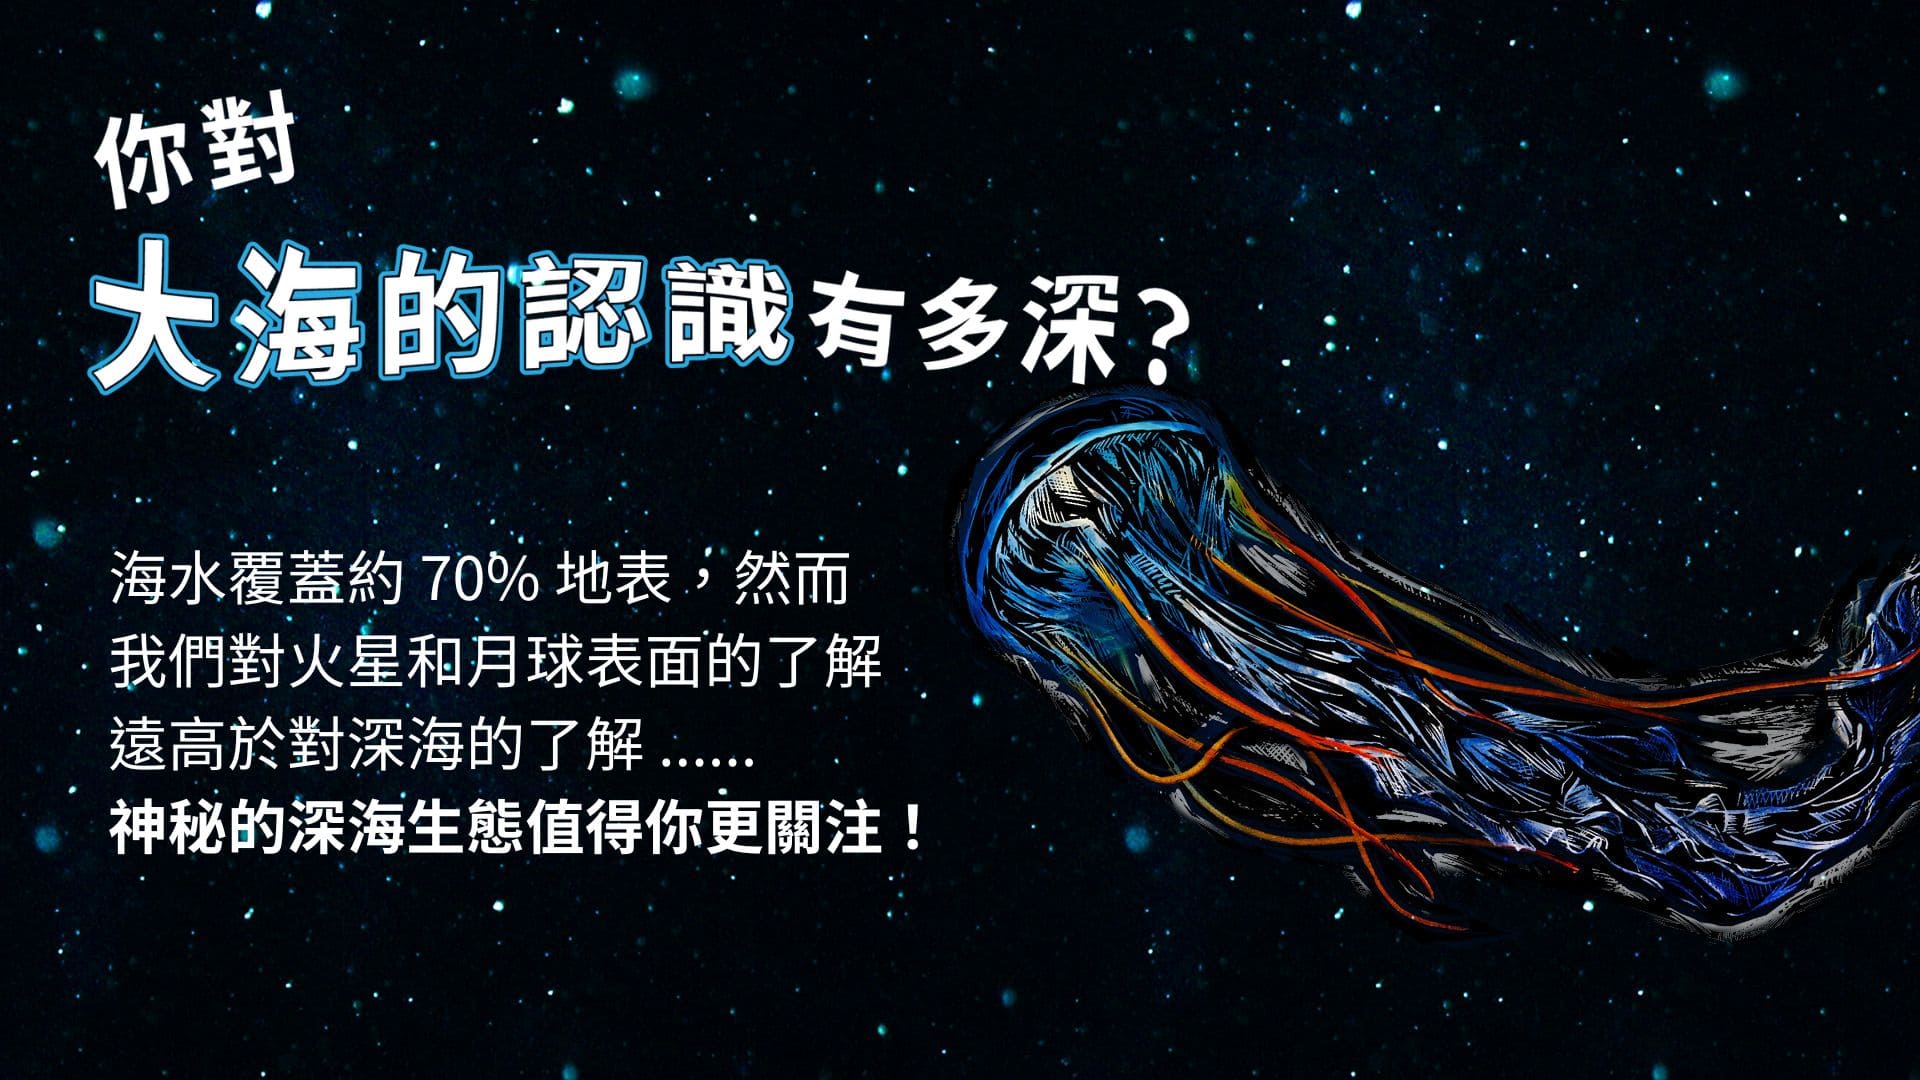 你對
大海的認識有多深?
海水覆蓋約 70% 地表，然而
我們對火星和月球表面的了解
遠高於對深海的了解 ......
神秘的深海生態值得你更關注！